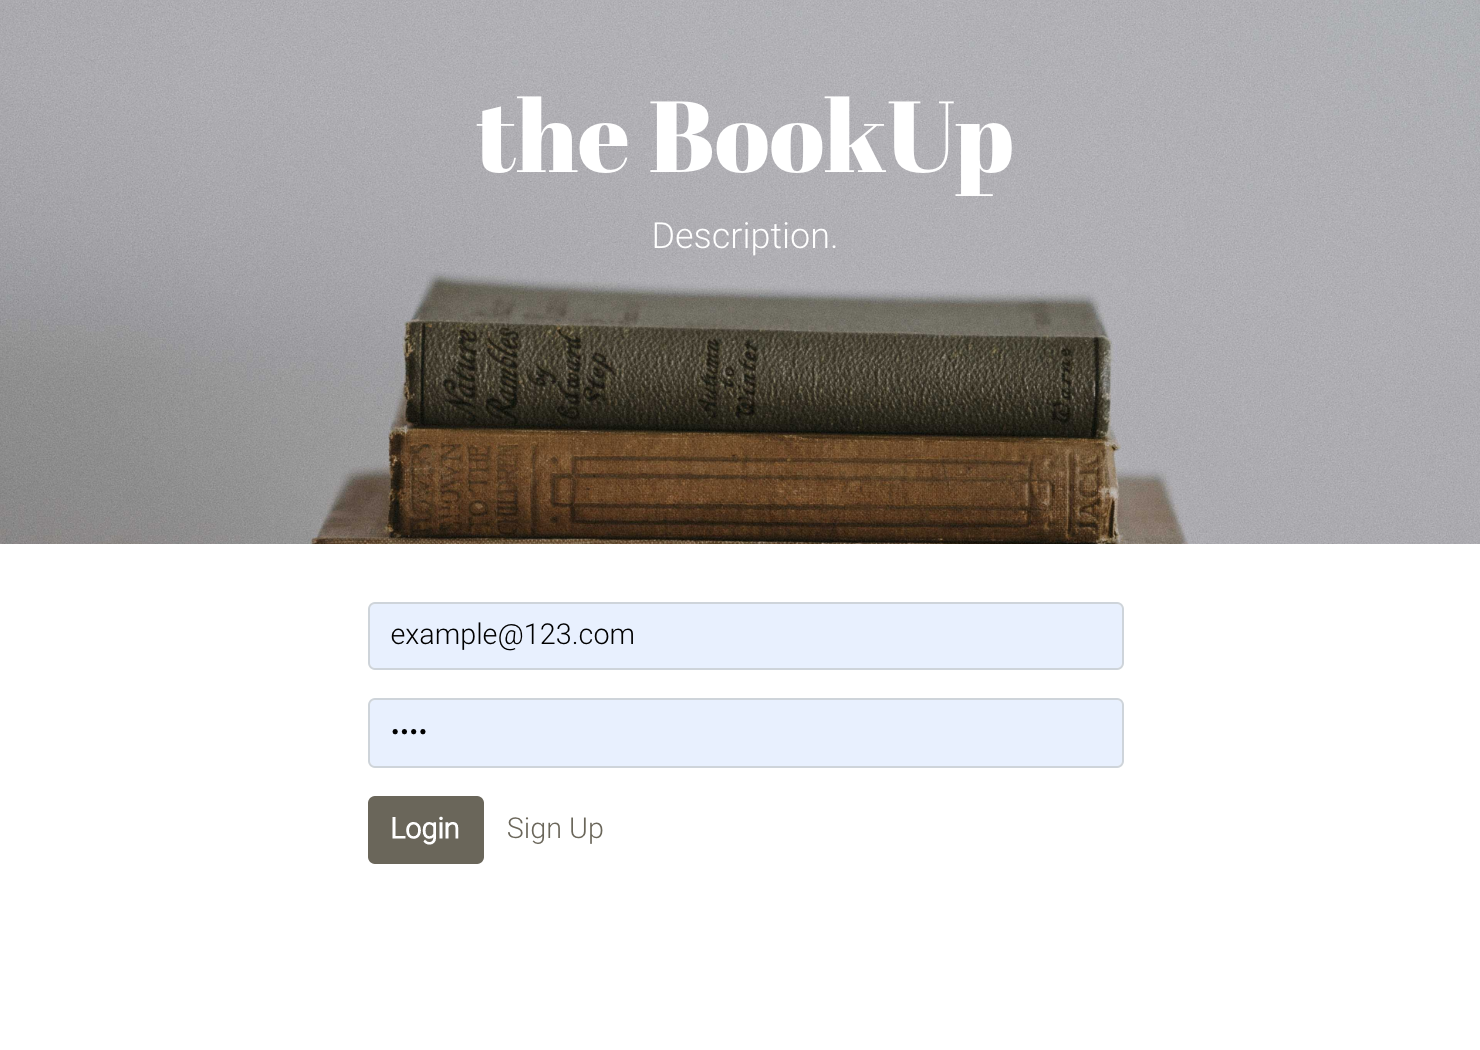 the BookUp
Description.
Nature
Rambles
by
Edward
Step
Autumn
to
Winter
Warne
SHOWN
TO THE
CHILDREN
JACK
example@123.com
••••
Login
Sign Up